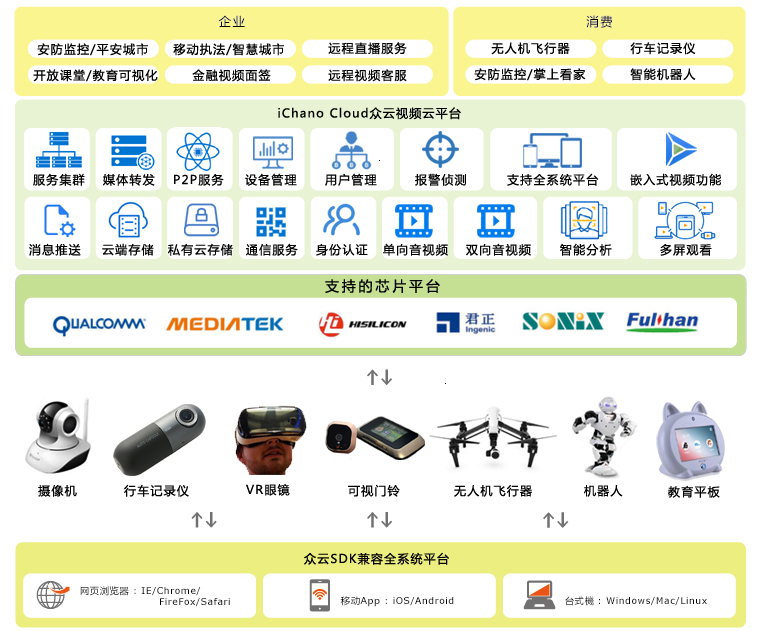 企业
消费
安防监控/平安城市 移动执法/智慧城市 远程直播服务
无人机飞行器 行车记录仪
开放课堂/教育可视化 金融视频面签 远程视频客服
安防监控/掌上看家 智能机器人
iChano Cloud众云视频云平台
服务集群 媒体转发 P2P服务 设备管理 用户管理 报警侦测 支持全系统平台 嵌入式视频功能
消息推送 云端存储 私有云存储 通信服务 身份认证 单向音视频 双向音视频 智能分析 多屏观看
支持的芯片平台
QUALCOMM MEDIATEK HISILICON 君正 Ingenic SONIX Fullhan
摄像机 行车记录仪 VR眼镜 可视门铃 无人机飞行器 机器人 教育平板
众云SDK兼容全系统平台
网页浏览器：IE/Chrome/
FireFox/Safari
移动App：iOS/Android
台式機：Windows/Mac/Linux